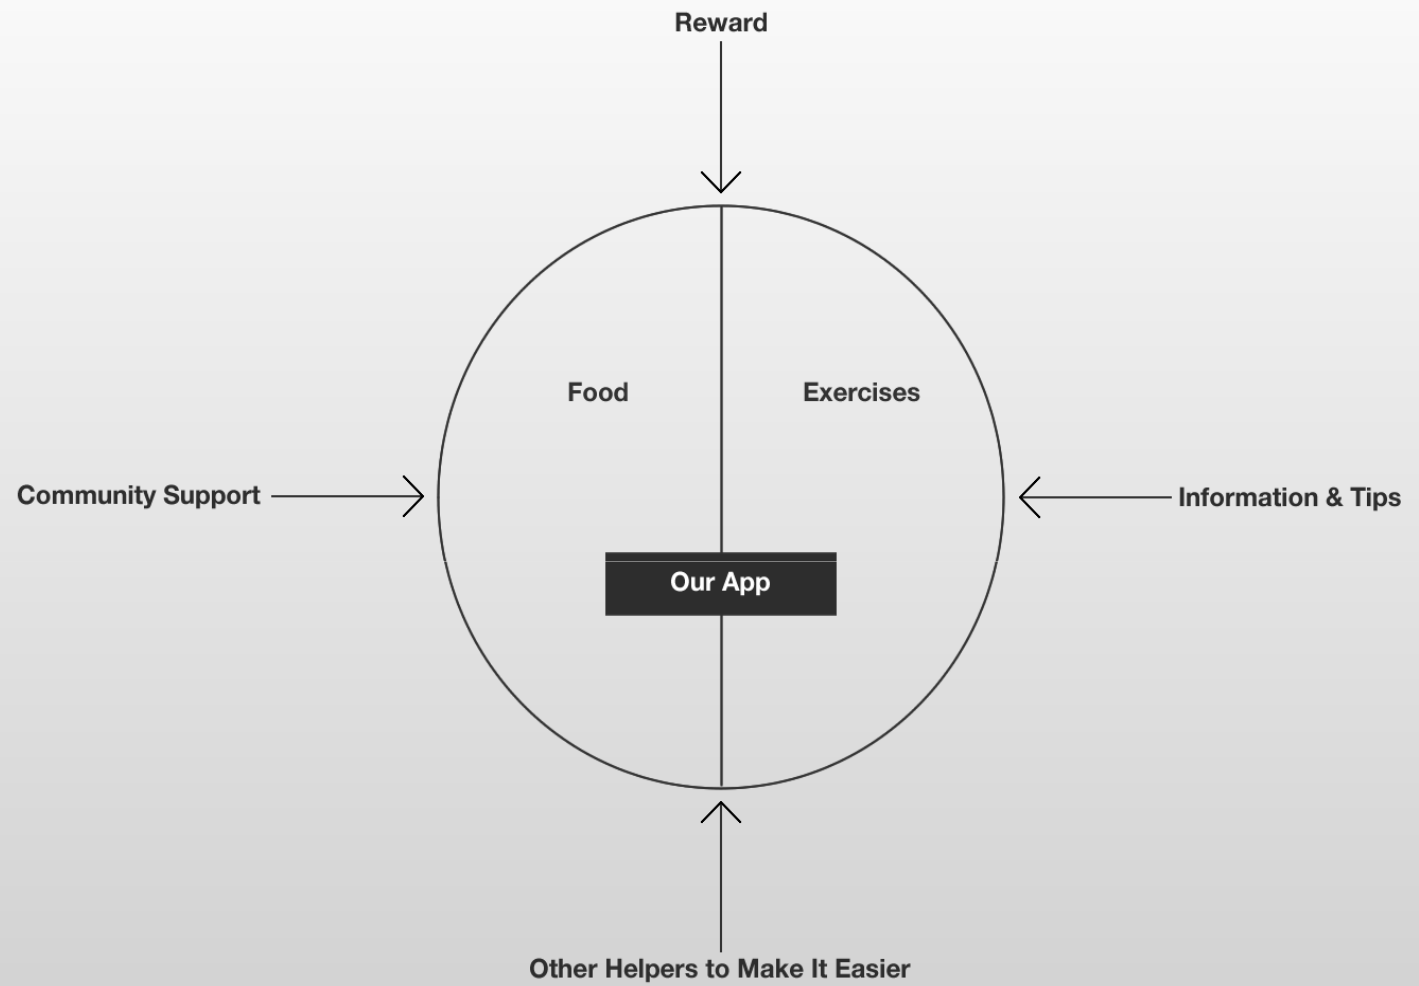 Reward
Food
Exercises
Community Support
Information & Tips
Our App
Other Helpers to Make It Easier